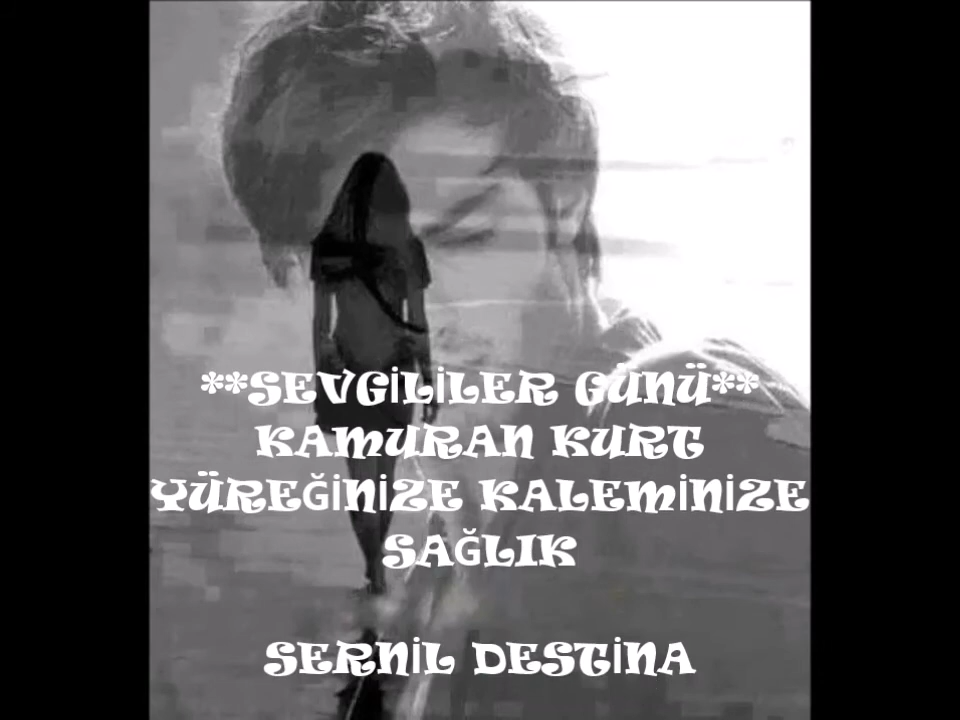 **SEVGİLİLER GÜNÜ**
KAMURAN KURT
YÜREĞİNİZE KALEMİNİZE
SAĞLIK
SERNİL DESTİNA